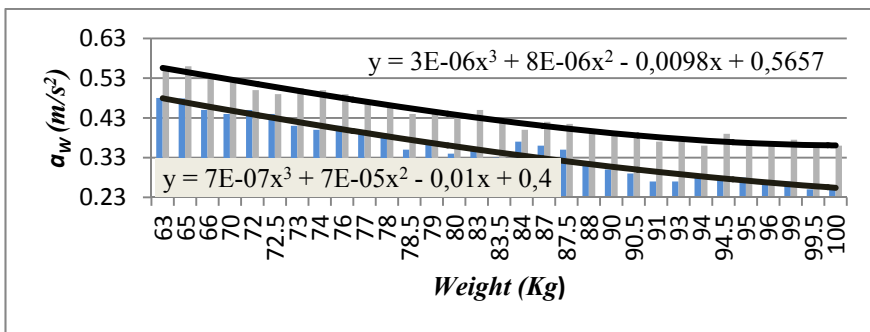 0.63
0.53
0.43
0.33
0.23
a_W (m/s²)
y = 3E-06x³ + 8E-06x² - 0,0098x + 0,5657
y = 7E-07x³ + 7E-05x² - 0,01x + 0,4
63 65 66 70 72 72.5 73 74 76 77 78 78.5 79 80 83 83.5 84 87 87.5 88 90 90.5 91 93 94 94.5 95 96 99 99.5 100
Weight (Kg)